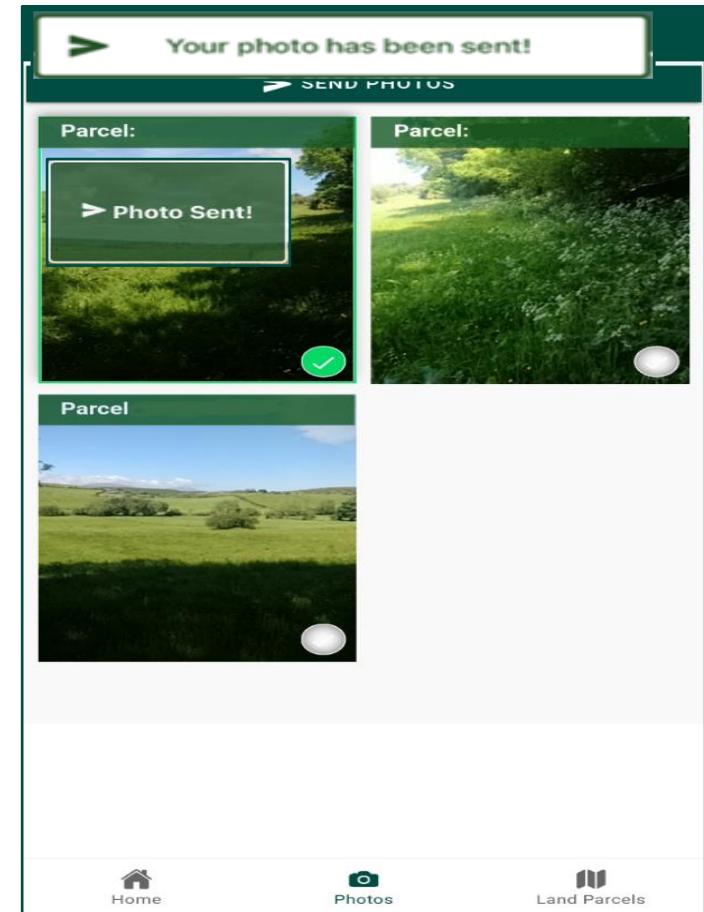 Your photo has been sent!
SEND PHOTOS
Parcel:
Parcel:
Photo Sent!
Parcel
Home
Photos
Land Parcels